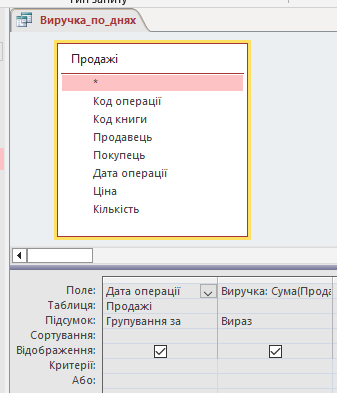 Тип запиту
Виручка_по_днях
Продажі
*
Код операції
Код книги
Продавець
Покупець
Дата операції
Ціна
Кількість
Поле: Дата операції Виручка: Сума(Прода
Таблиця: Продажі
Підсумок: Групування за Вираз
Сортування:
Відображення:
Критерії:
Або: